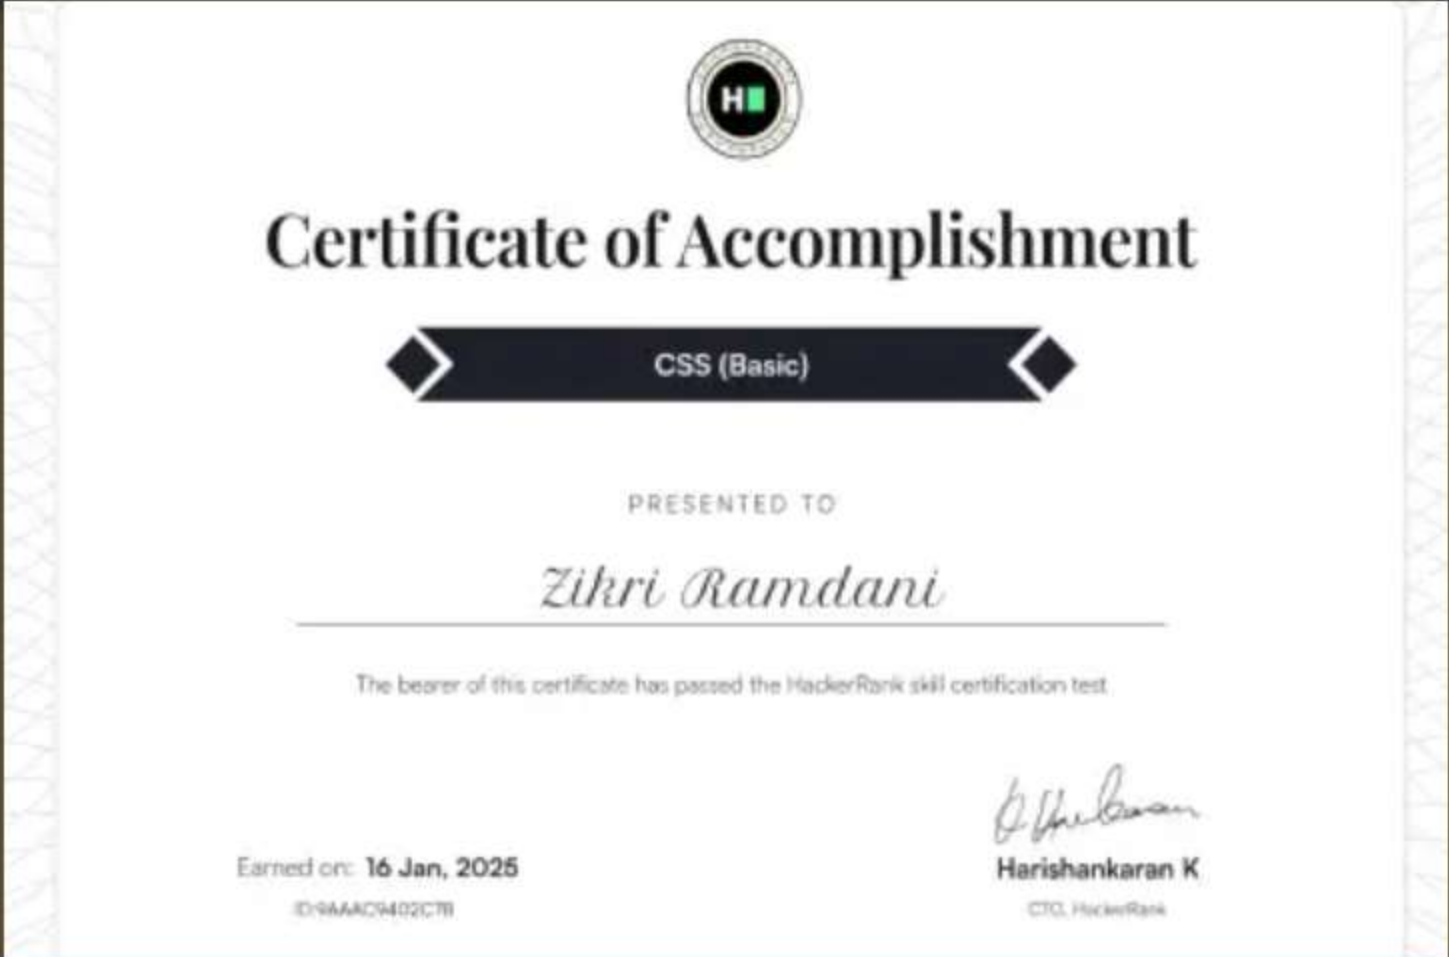 H
Certificate of Accomplishment
CSS (Basic)
PRESENTED TO
Zikri Ramdani
The bearer of this certificate has passed the HackerRank skill certification test
Earned on: 16 Jan, 2025
Harishankaran K
CTO, HackerRank